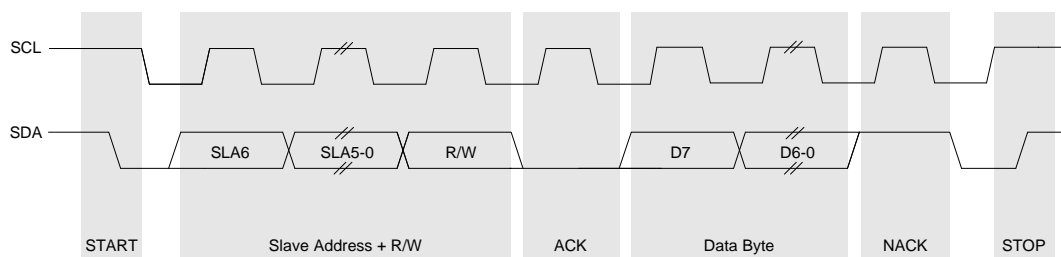 SCL
SDA
SLA6 SLA5-0 R/W D7 D6-0
START Slave Address + R/W ACK Data Byte NACK STOP